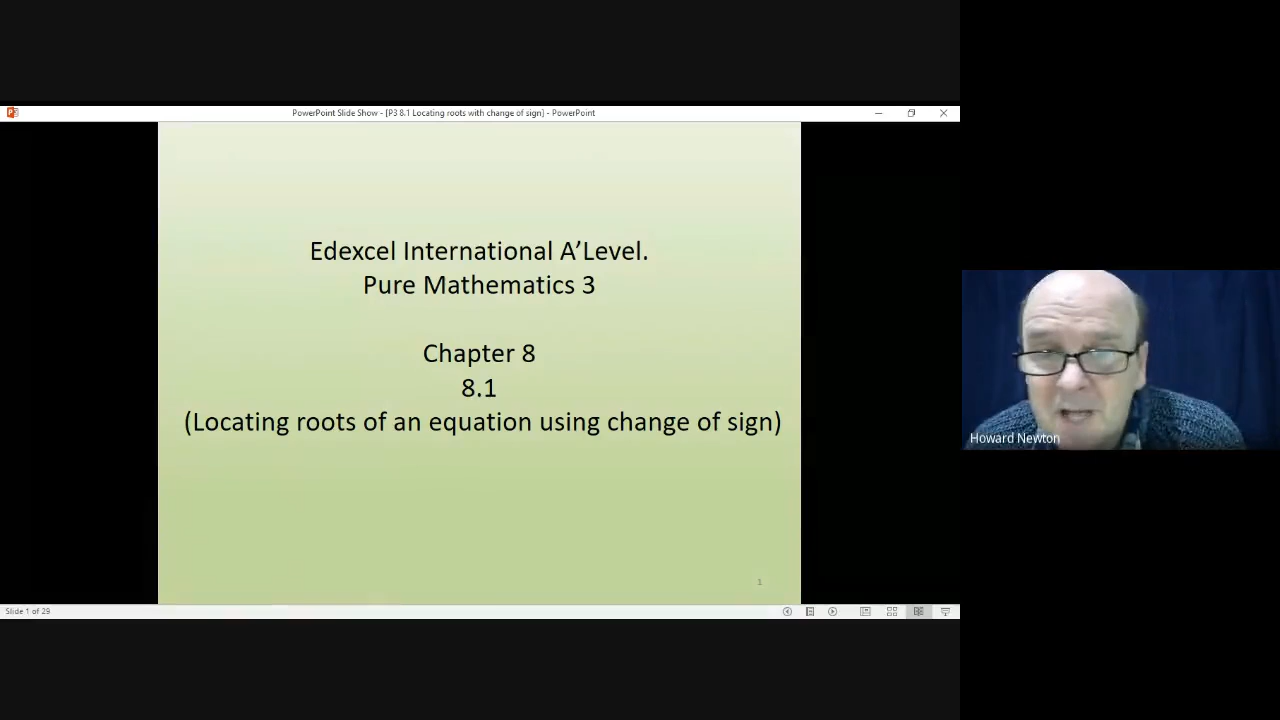 PowerPoint Slide Show - [P3 8.1 Locating roots with change of sign] - PowerPoint
Edexcel International A’Level.
Pure Mathematics 3
Chapter 8
8.1
(Locating roots of an equation using change of sign)
Howard Newton
1
Slide 1 of 29